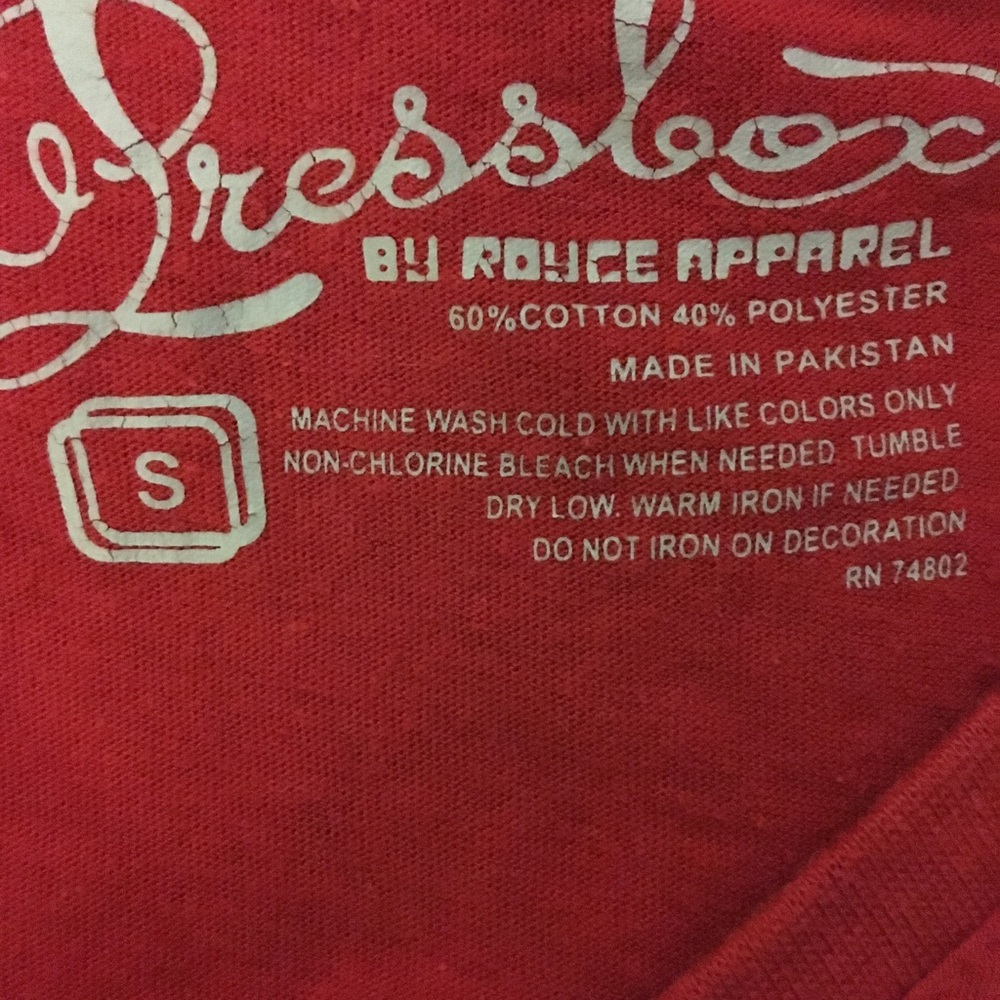 Pressbox
BY ROYCE APPAREL
60%COTTON 40% POLYESTER
MADE IN PAKISTAN
S
MACHINE WASH COLD WITH LIKE COLORS ONLY
NON-CHLORINE BLEACH WHEN NEEDED TUMBLE
DRY LOW. WARM IRON IF NEEDED
DO NOT IRON ON DECORATION
RN 74802